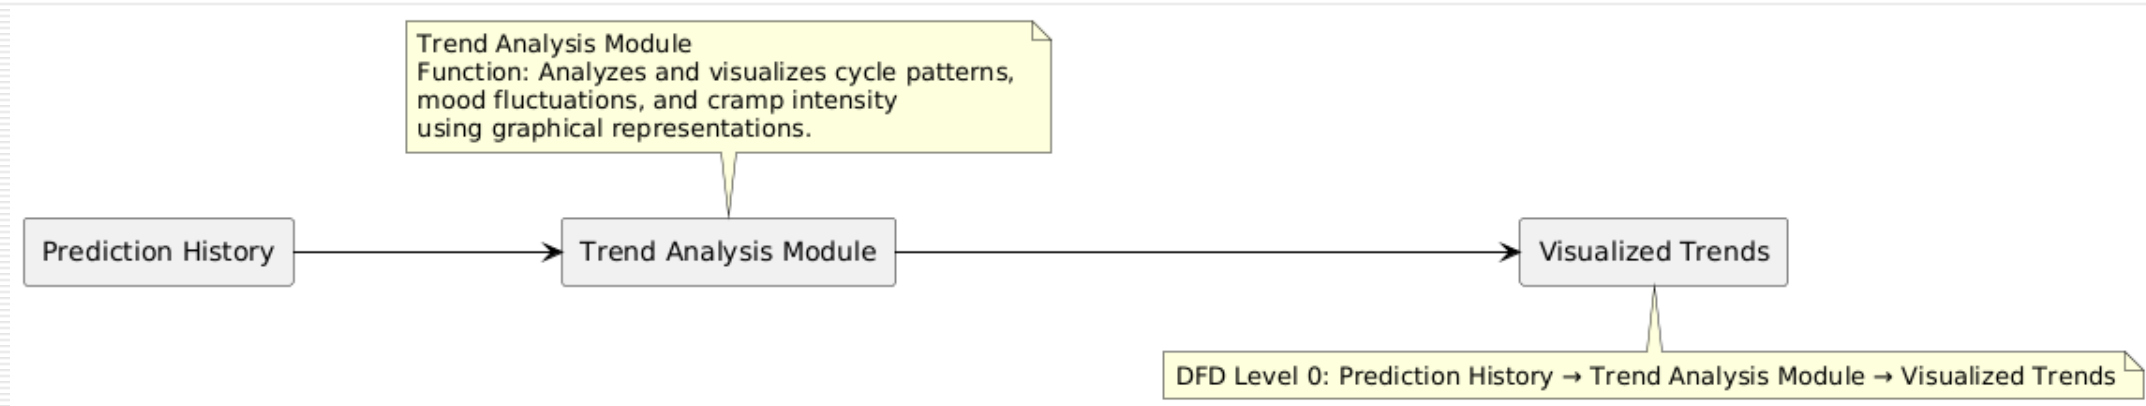 Trend Analysis Module
Function: Analyzes and visualizes cycle patterns,
mood fluctuations, and cramp intensity
using graphical representations.
Prediction History
Trend Analysis Module
Visualized Trends
DFD Level 0: Prediction History → Trend Analysis Module → Visualized Trends